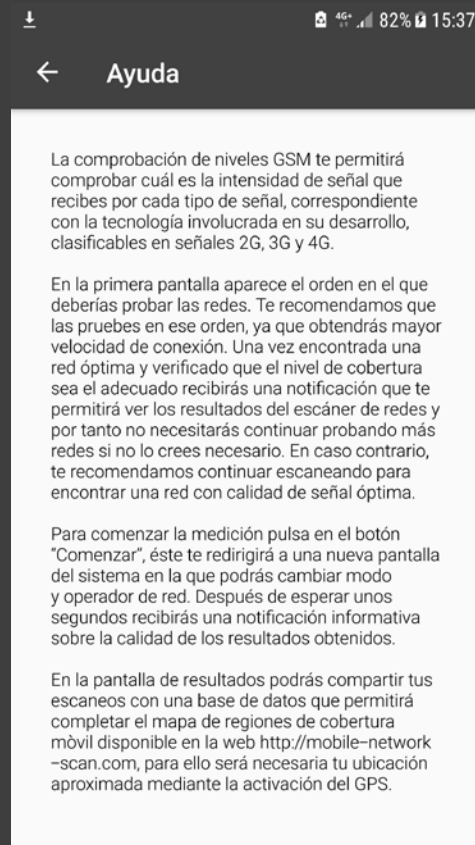 4G+ 82% 15:37
Ayuda
La comprobación de niveles GSM te permitirá
comprobar cuál es la intensidad de señal que
recibes por cada tipo de señal, correspondiente
con la tecnología involucrada en su desarrollo,
clasificables en señales 2G, 3G y 4G.
En la primera pantalla aparece el orden en el que
deberías probar las redes. Te recomendamos que
las pruebes en ese orden, ya que obtendrás mayor
velocidad de conexión. Una vez encontrada una
red óptima y verificado que el nivel de cobertura
sea el adecuado recibirás una notificación que te
permitirá ver los resultados del escáner de redes y
por tanto no necesitarás continuar probando más
redes si no lo crees necesario. En caso contrario,
te recomendamos continuar escaneando para
encontrar una red con calidad de señal óptima.
Para comenzar la medición pulsa en el botón
“Comenzar”, éste te redirigirá a una nueva pantalla
del sistema en la que podrás cambiar modo
y operador de red. Después de esperar unos
segundos recibirás una notificación informativa
sobre la calidad de los resultados obtenidos.
En la pantalla de resultados podrás compartir tus
escaneos con una base de datos que permitirá
completar el mapa de regiones de cobertura
mòvil disponible en la web http://mobile–network
–scan.com, para ello será necesaria tu ubicación
aproximada mediante la activación del GPS.